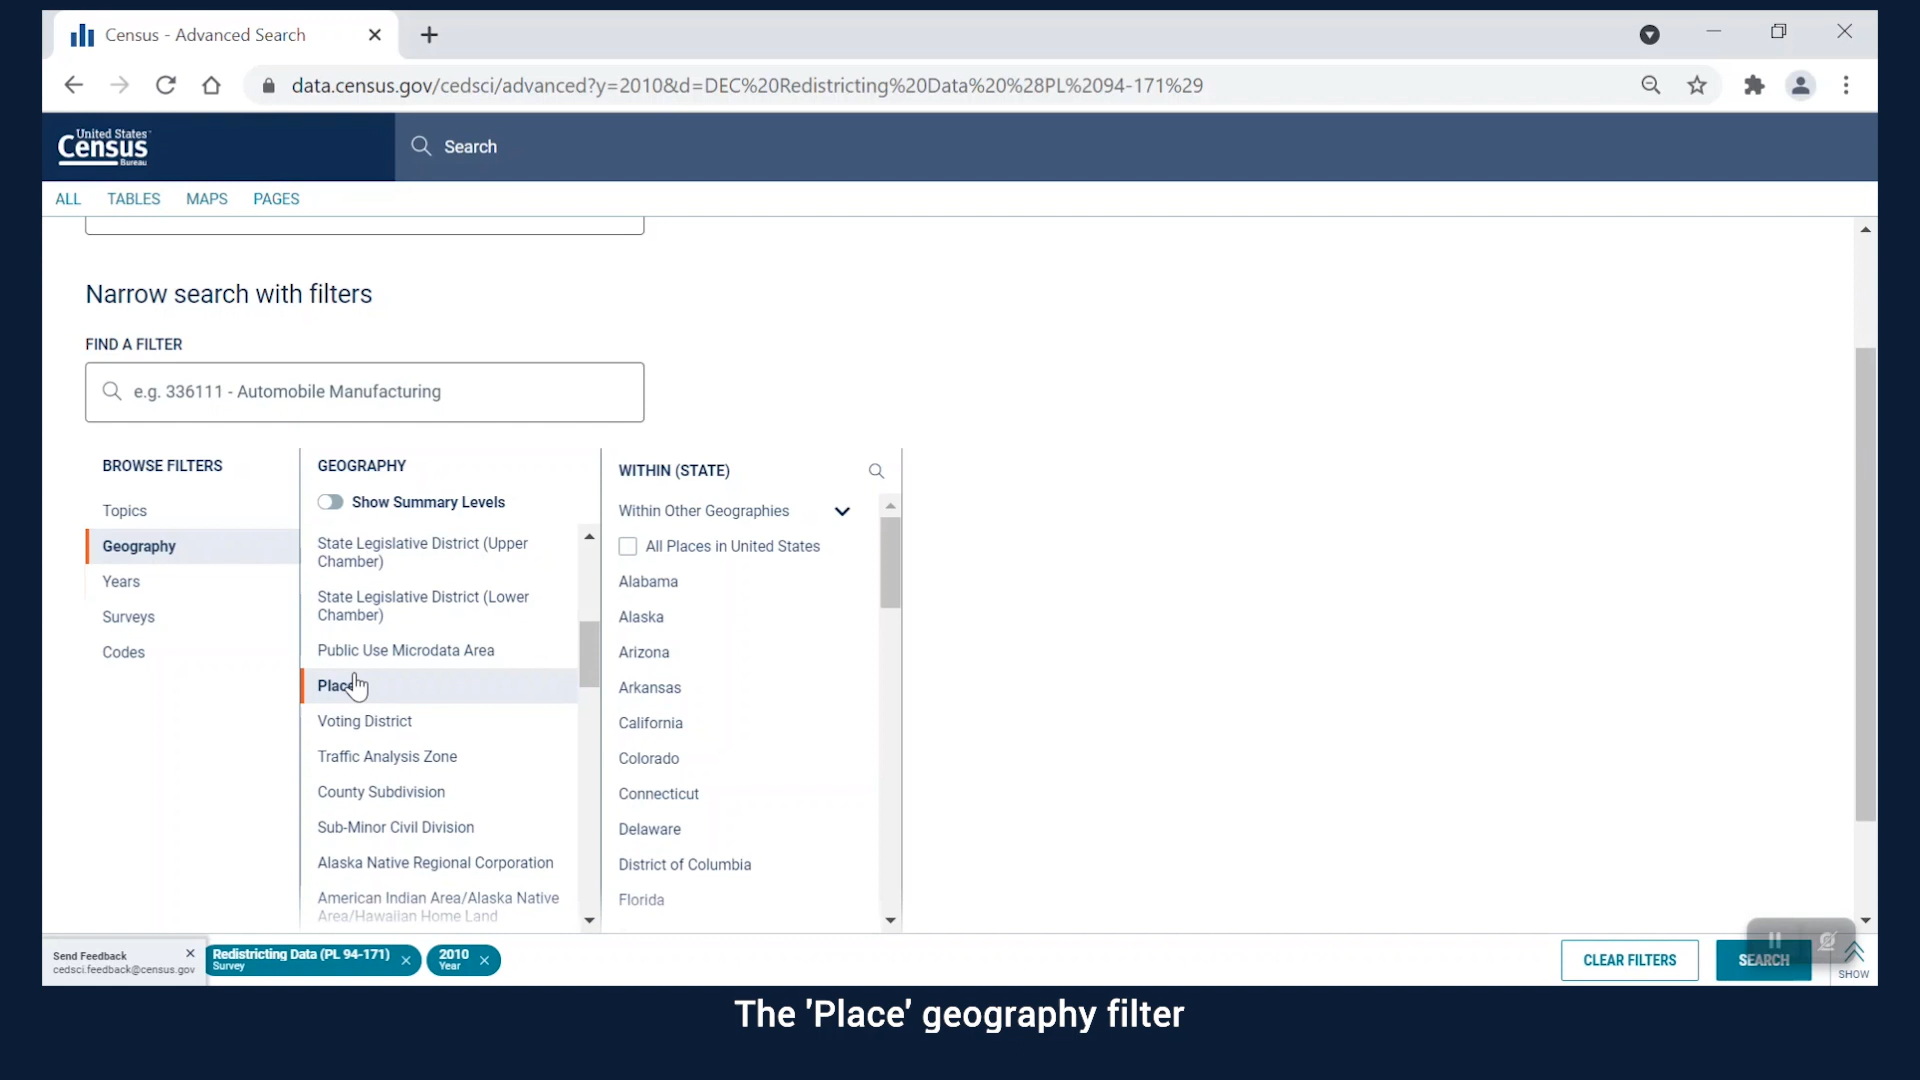 Census - Advanced Search
data.census.gov/cedsci/advanced?y=2010&d=DEC%20Redistricting%20Data%20%28PL%2094-171%29
United States
Census
Bureau
Search
ALL TABLES MAPS PAGES
Narrow search with filters
FIND A FILTER
e.g. 336111 - Automobile Manufacturing
BROWSE FILTERS
Topics
Geography
Years
Surveys
Codes
GEOGRAPHY
Show Summary Levels
State Legislative District (Upper
Chamber)
State Legislative District (Lower
Chamber)
Public Use Microdata Area
Place
Voting District
Traffic Analysis Zone
County Subdivision
Sub-Minor Civil Division
Alaska Native Regional Corporation
American Indian Area/Alaska Native
Area/Hawaiian Home Land
WITHIN (STATE)
Within Other Geographies
All Places in United States
Alabama
Alaska
Arizona
Arkansas
California
Colorado
Connecticut
Delaware
District of Columbia
Florida
Send Feedback
cedsci.feedback@census.gov
Redistricting Data (PL 94-171)
Survey
2010
Year
CLEAR FILTERS
SEARCH
SHOW
The 'Place' geography filter